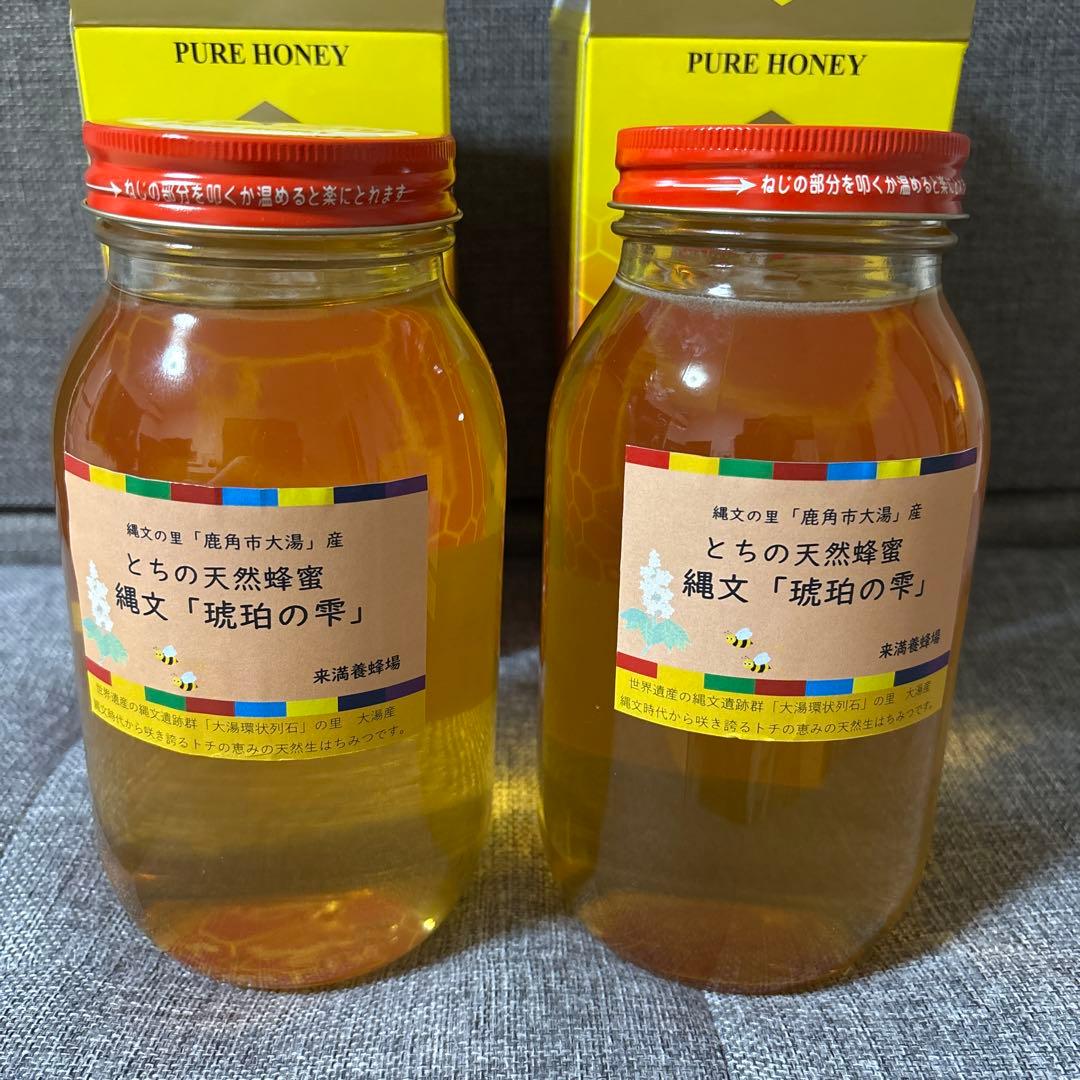 PURE HONEY
PURE HONEY
ねじの部分を叩くか温めると楽にとれます
ねじの部分を叩くか温めると楽に
縄文の里「鹿角市大湯」産
とちの天然蜂蜜
縄文「琥珀の雫」
来満養蜂場
世界遺産の縄文遺跡群「大湯環状列石」の里 大湯産
縄文時代から咲き誇るトチの恵みの天然生はちみつです。
縄文の里「鹿角市大湯」産
とちの天然蜂蜜
縄文「琥珀の雫」
来満養蜂場
世界遺産の縄文遺跡群「大湯環状列石」の里 大湯産
縄文時代から咲き誇るトチの恵みの天然生はちみつです。